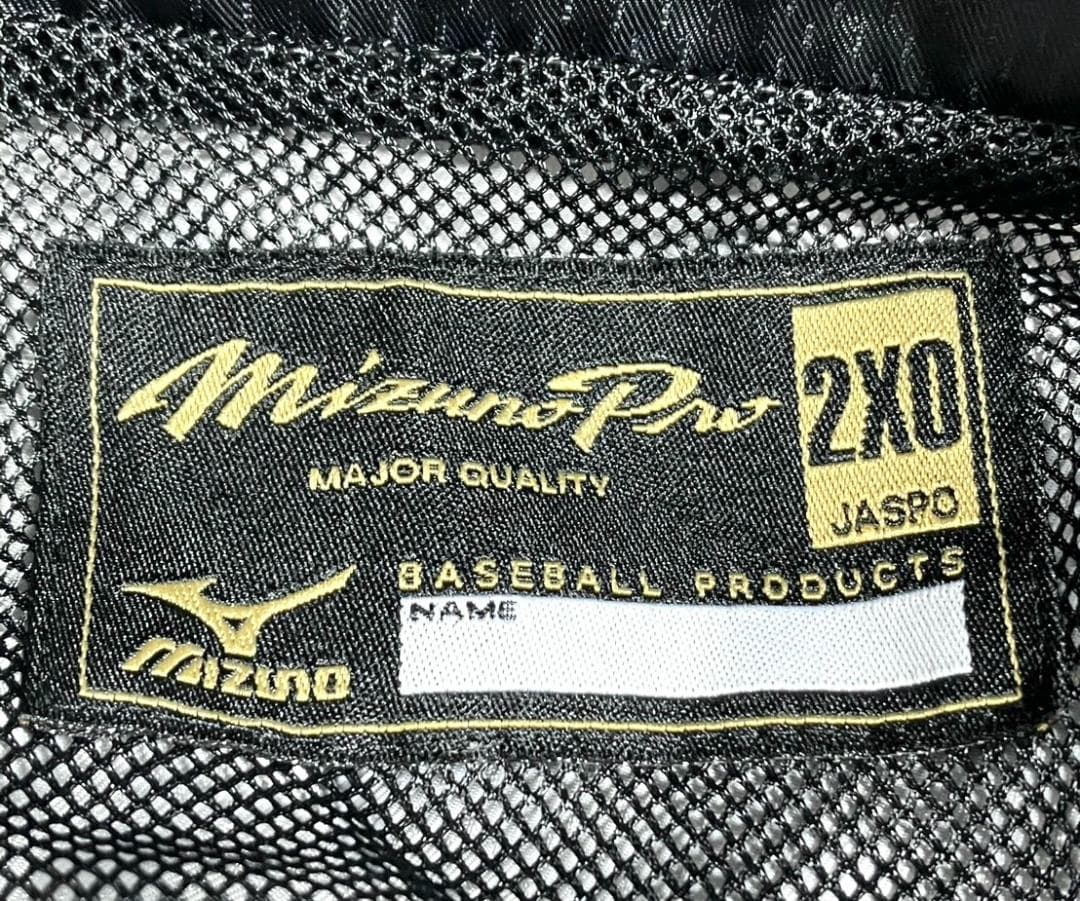 Mizuno Pro
2XO
MAJOR QUALITY
JASPO
BASEBALL PRODUCTS
NAME
MIZUNO